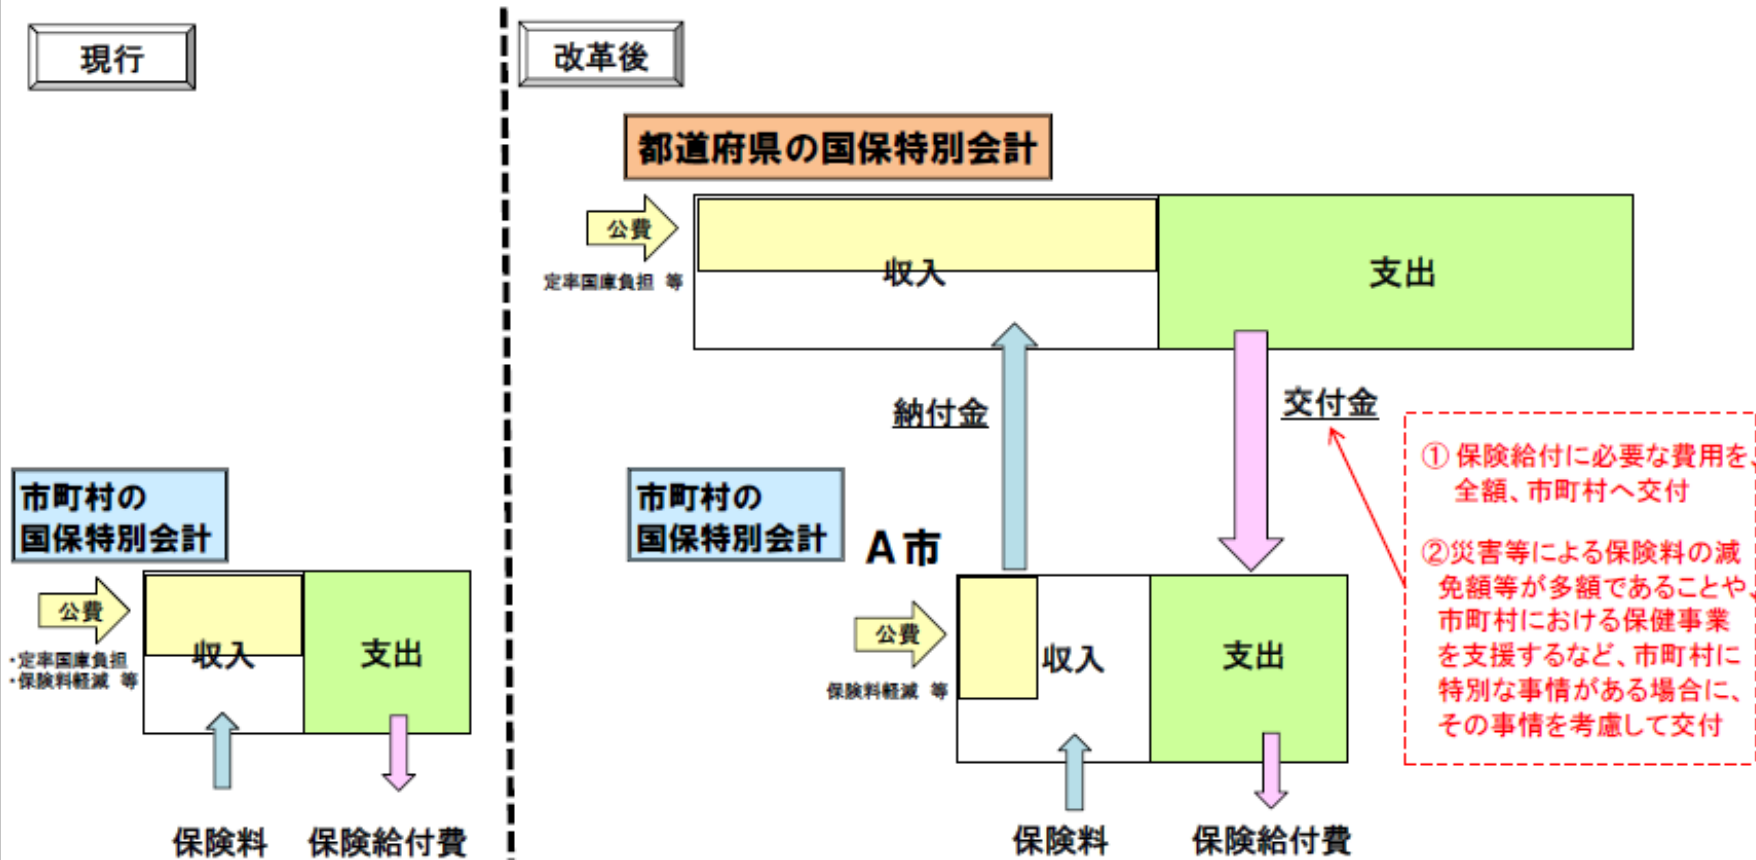 現行
市町村の
国保特別会計
公費
・定率国庫負担
・保険料軽減 等
収入
支出
保険料
保険給付費
改革後
都道府県の国保特別会計
公費
定率国庫負担 等
収入
支出
納付金
交付金
市町村の
国保特別会計
A市
公費
保険料軽減 等
収入
支出
保険料
保険給付費
① 保険給付に必要な費用を、
全額、市町村へ交付
②災害等による保険料の減
免額等が多額であることや、
市町村における保健事業
を支援するなど、市町村に
特別な事情がある場合に、
その事情を考慮して交付